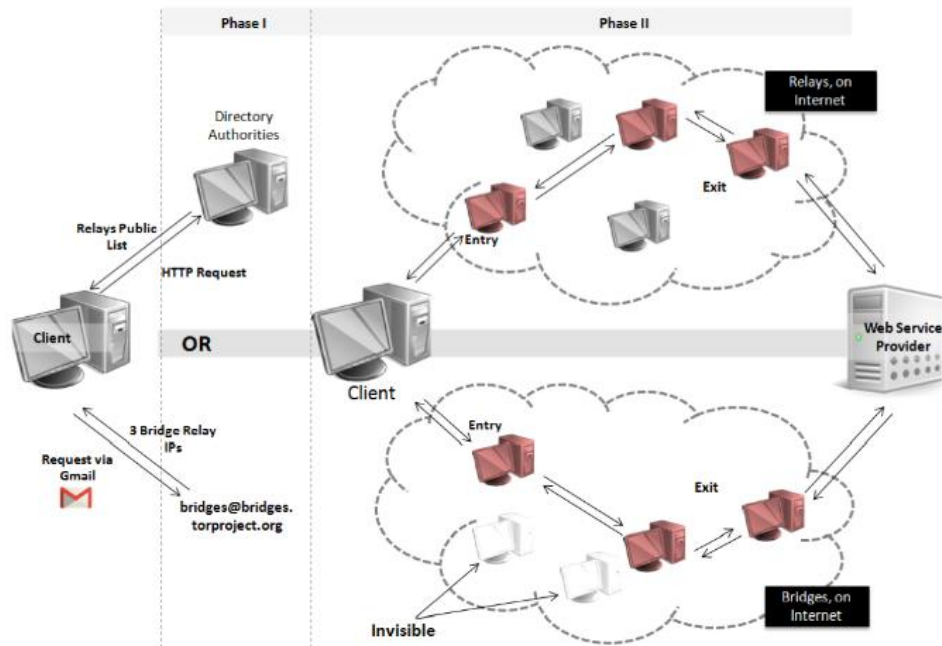 Phase I
Phase II
Relays, on
Internet
Directory
Authorities
Exit
Relays Public
List
Entry
HTTP Request
Client
OR
Web Service
Provider
Client
3 Bridge Relay
IPs
Entry
Request via
Gmail
Exit
bridges@bridges.
torproject.org
Invisible
Bridges, on
Internet